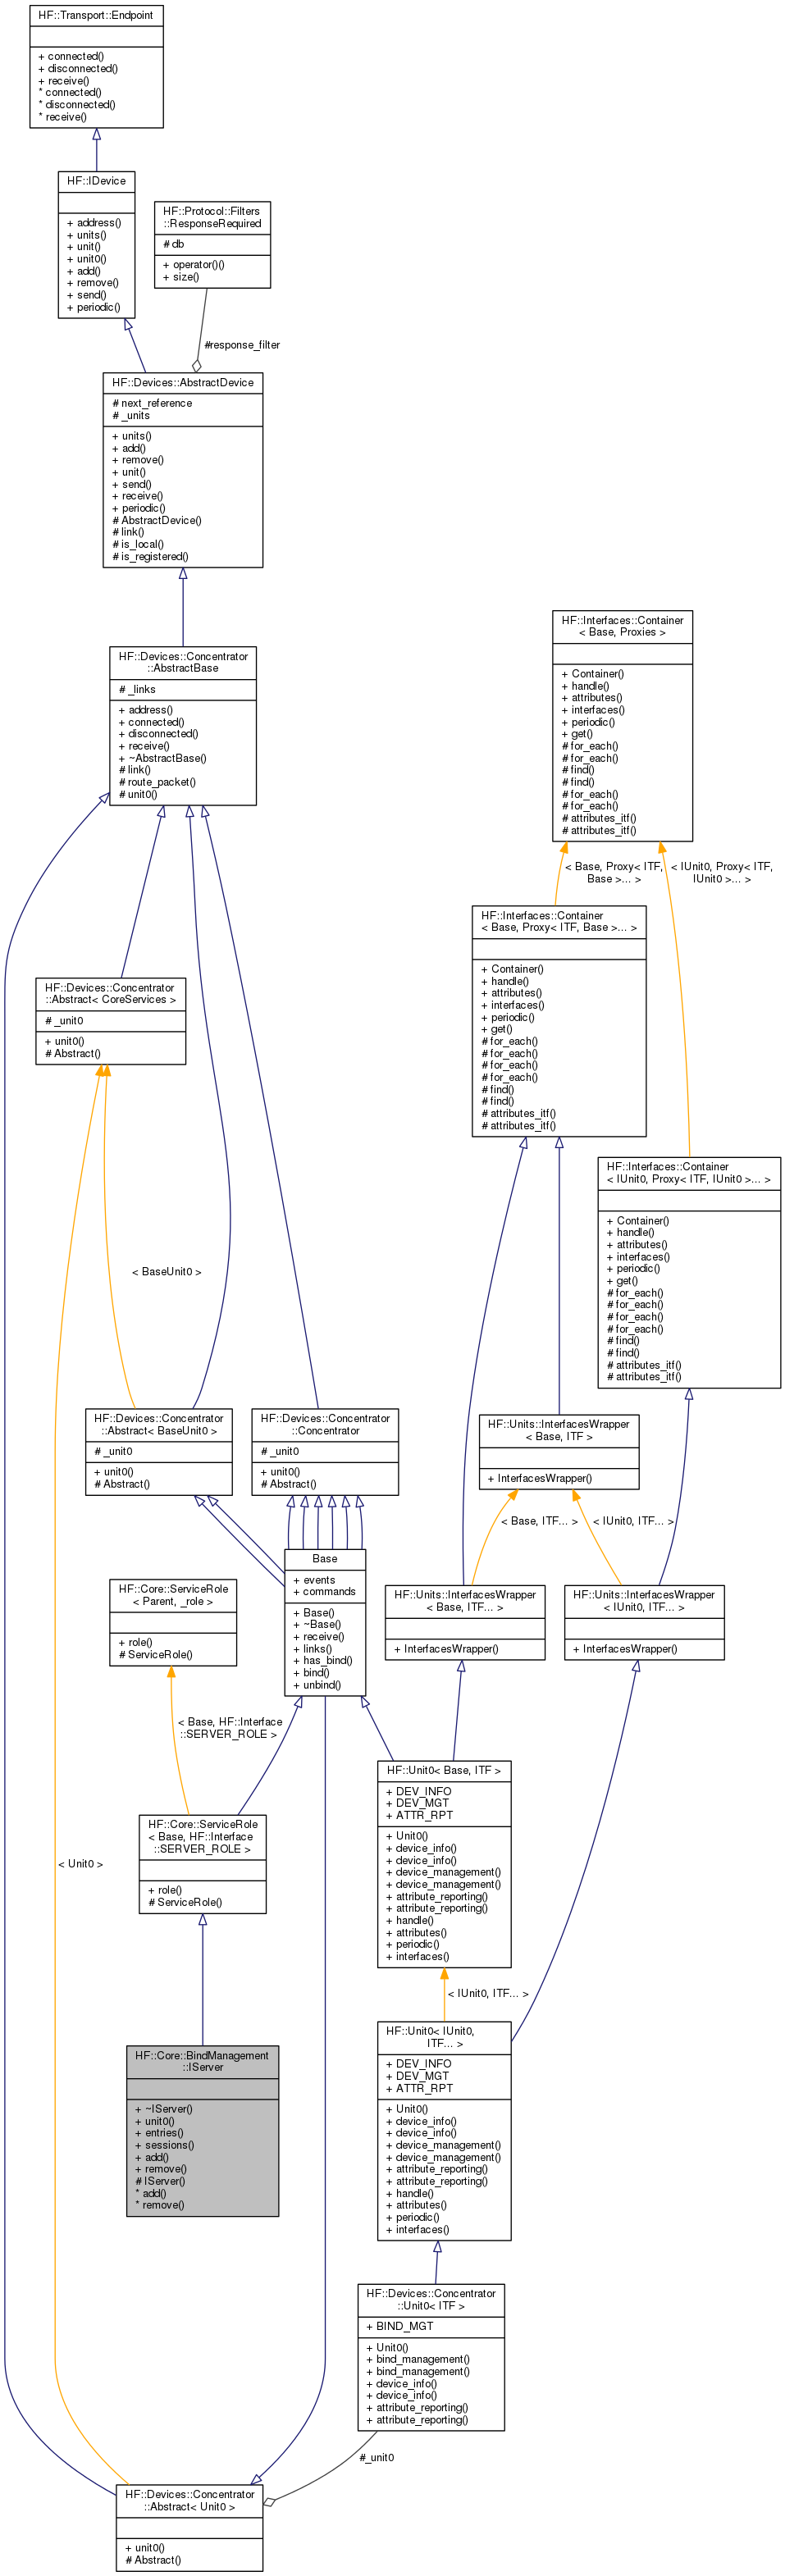 HF::Transport::Endpoint
+ connected()
+ disconnected()
+ receive()
* connected()
* disconnected()
* receive()
HF::IDevice
+ address()
+ units()
+ unit()
+ unit0()
+ add()
+ remove()
+ send()
+ periodic()
HF::Protocol::Filters
::ResponseRequired
# db
+ operator()()
+ size()
#response_filter
HF::Devices::AbstractDevice
# next_reference
# _units
+ units()
+ add()
+ remove()
+ unit()
+ send()
+ receive()
+ periodic()
# AbstractDevice()
# link()
# is_local()
# is_registered()
HF::Devices::Concentrator
::AbstractBase
# _links
+ address()
+ connected()
+ disconnected()
+ receive()
+ ~AbstractBase()
# link()
# route_packet()
# unit0()
HF::Interfaces::Container
< Base, Proxies >
+ Container()
+ handle()
+ attributes()
+ interfaces()
+ periodic()
+ get()
# for_each()
# for_each()
# find()
# find()
# for_each()
# for_each()
# attributes_itf()
# attributes_itf()
< Base, Proxy< ITF,
Base >... >
< IUnit0, Proxy< ITF,
IUnit0 >... >
HF::Interfaces::Container
< Base, Proxy< ITF, Base >... >
+ Container()
+ handle()
+ attributes()
+ interfaces()
+ periodic()
+ get()
# for_each()
# for_each()
# for_each()
# for_each()
# find()
# find()
# attributes_itf()
# attributes_itf()
HF::Devices::Concentrator
::Abstract< CoreServices >
# _unit0
+ unit0()
# Abstract()
HF::Interfaces::Container
< IUnit0, Proxy< ITF, IUnit0 >... >
+ Container()
+ handle()
+ attributes()
+ interfaces()
+ periodic()
+ get()
# for_each()
# for_each()
# for_each()
# for_each()
# find()
# find()
# attributes_itf()
# attributes_itf()
< BaseUnit0 >
HF::Devices::Concentrator
::Abstract< BaseUnit0 >
# _unit0
+ unit0()
# Abstract()
HF::Devices::Concentrator
::Concentrator
# _unit0
+ unit0()
# Abstract()
HF::Units::InterfacesWrapper
< Base, ITF >
+ InterfacesWrapper()
< Base, ITF... >
< IUnit0, ITF... >
Base
+ events
+ commands
+ Base()
+ ~Base()
+ receive()
+ links()
+ has_bind()
+ bind()
+ unbind()
HF::Core::ServiceRole
< Parent, _role >
+ role()
# ServiceRole()
HF::Units::InterfacesWrapper
< Base, ITF... >
+ InterfacesWrapper()
HF::Units::InterfacesWrapper
< IUnit0, ITF... >
+ InterfacesWrapper()
< Base, HF::Interface
::SERVER_ROLE >
HF::Unit0< Base, ITF >
+ DEV_INFO
+ DEV_MGT
+ ATTR_RPT
+ Unit0()
+ device_info()
+ device_info()
+ device_management()
+ device_management()
+ attribute_reporting()
+ attribute_reporting()
+ handle()
+ attributes()
+ periodic()
+ interfaces()
HF::Core::ServiceRole
< Base, HF::Interface
::SERVER_ROLE >
+ role()
# ServiceRole()
< Unit0 >
< IUnit0, ITF... >
HF::Unit0< IUnit0,
ITF... >
+ DEV_INFO
+ DEV_MGT
+ ATTR_RPT
+ Unit0()
+ device_info()
+ device_info()
+ device_management()
+ device_management()
+ attribute_reporting()
+ attribute_reporting()
+ handle()
+ attributes()
+ periodic()
+ interfaces()
HF::Core::BindManagement
::IServer
+ ~IServer()
+ unit0()
+ entries()
+ sessions()
+ add()
+ remove()
# IServer()
* add()
* remove()
HF::Devices::Concentrator
::Unit0< ITF >
+ BIND_MGT
+ Unit0()
+ bind_management()
+ bind_management()
+ device_info()
+ device_info()
+ attribute_reporting()
+ attribute_reporting()
#_unit0
HF::Devices::Concentrator
::Abstract< Unit0 >
+ unit0()
# Abstract()